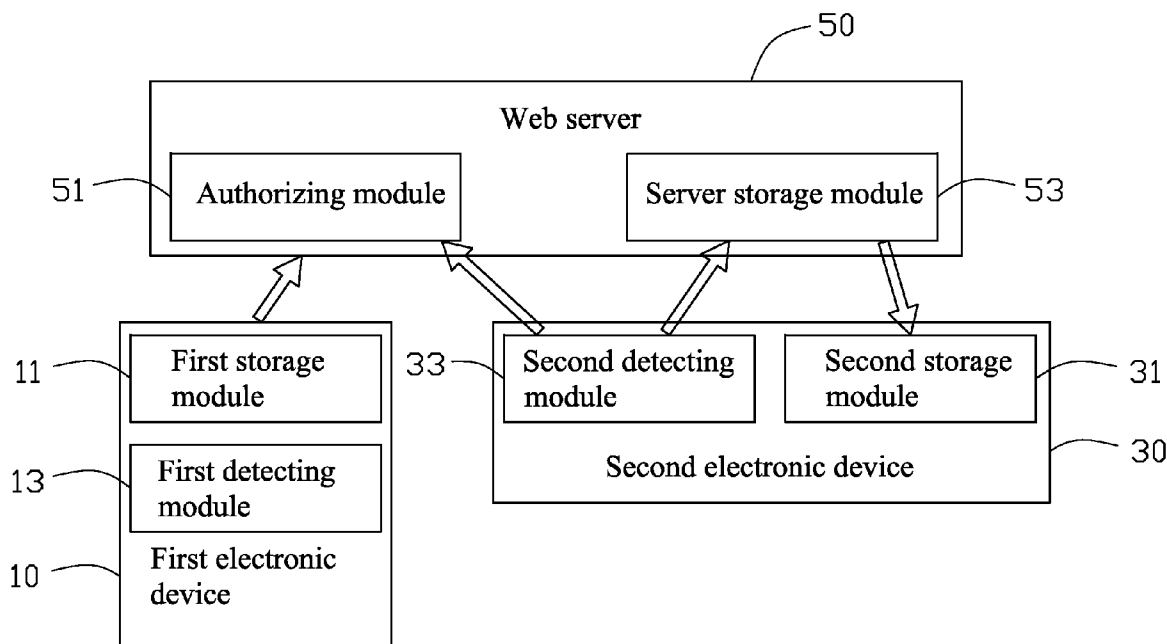 50
Web server
51
Authorizing module
Server storage module
53
11
First storage
module
33
Second detecting
module
Second storage
module
31
13
First detecting
module
Second electronic device
30
10
First electronic
device